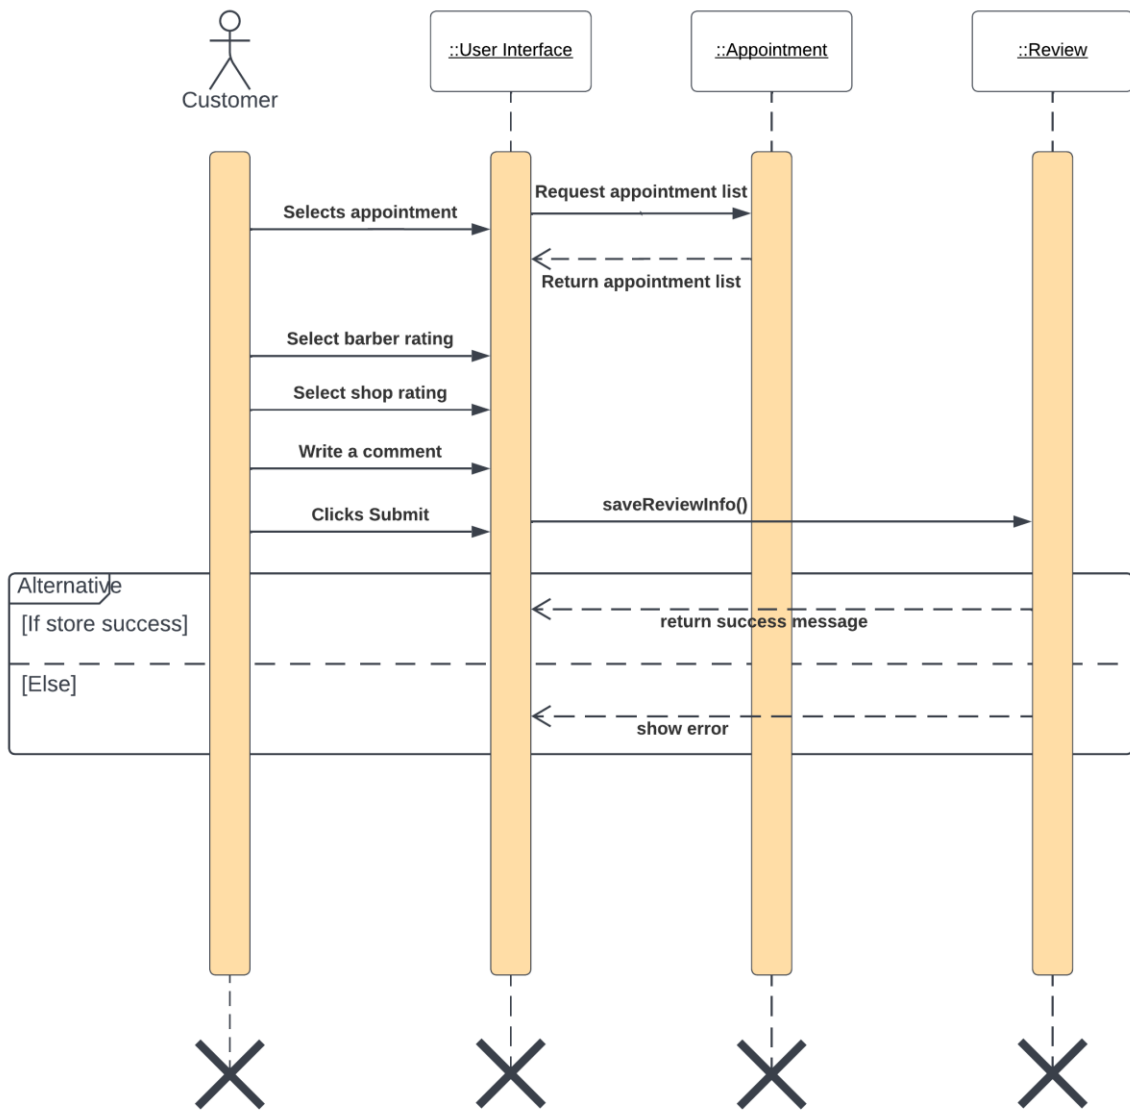 Customer
::User Interface
::Appointment
::Review
Request appointment list
Selects appointment
Return appointment list
Select barber rating
Select shop rating
Write a comment
saveReviewInfo()
Clicks Submit
Alternative
[If store success]
return success message
[Else]
show error